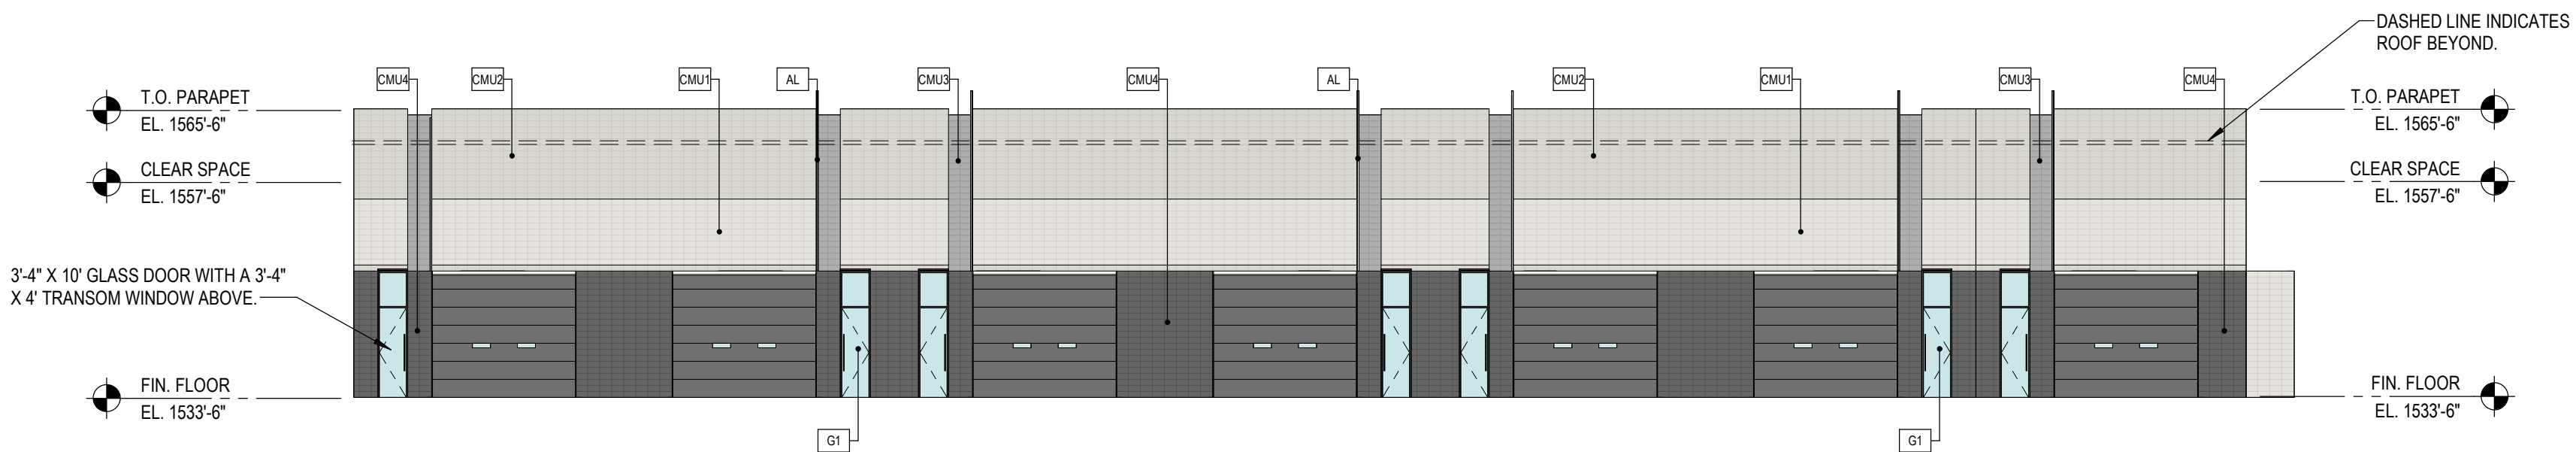 DASHED LINE INDICATES
ROOF BEYOND.
CMU4
CMU2
CMU1
AL
CMU3
CMU4
AL
CMU2
CMU1
CMU3
CMU4
T.O. PARAPET
EL. 1565'-6"
T.O. PARAPET
EL. 1565'-6"
CLEAR SPACE
EL. 1557'-6"
CLEAR SPACE
EL. 1557'-6"
3'-4" X 10' GLASS DOOR WITH A 3'-4"
X 4' TRANSOM WINDOW ABOVE.
FIN. FLOOR
EL. 1533'-6"
FIN. FLOOR
EL. 1533'-6"
G1
G1